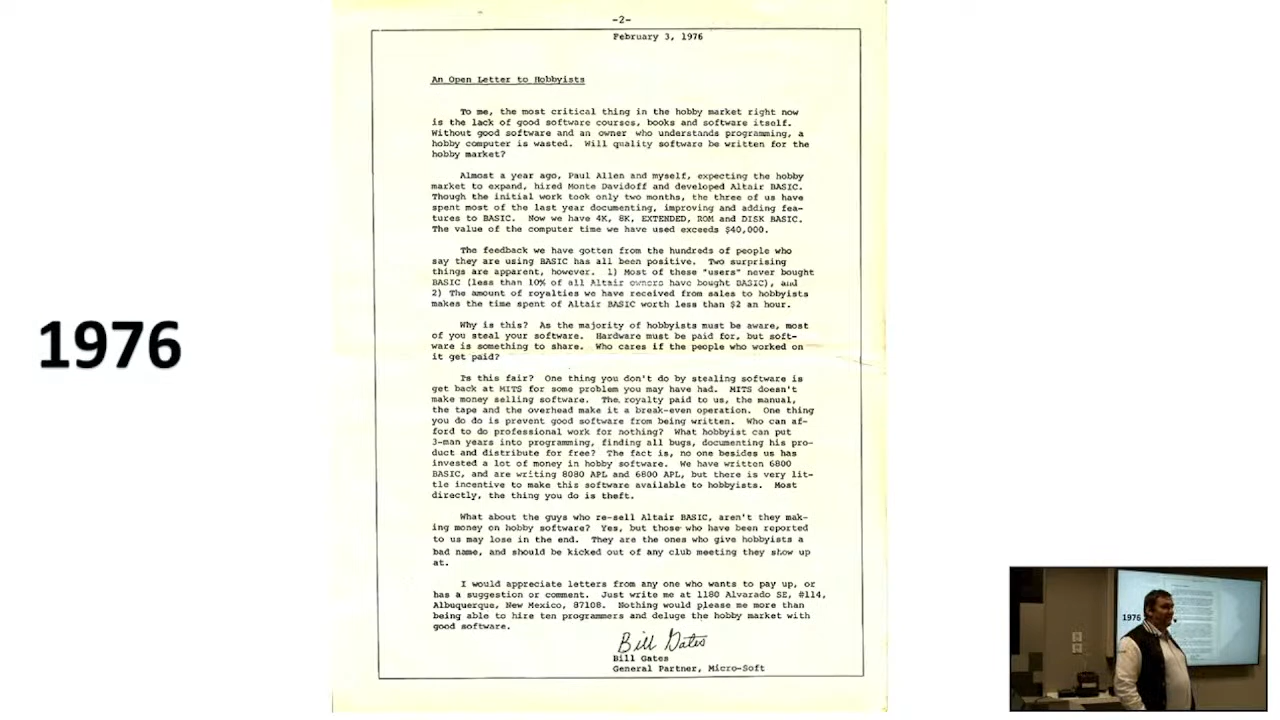 -2-
February 3, 1976
An Open Letter to Hobbyists
To me, the most critical thing in the hobby market right now
is the lack of good software courses, books and software itself.
Without good software and an owner who understands programming, a
hobby computer is wasted. Will quality software be written for the
hobby market?
Almost a year ago, Paul Allen and myself, expecting the hobby
market to expand, hired Monte Davidoff and developed Altair BASIC.
Though the initial work took only two months, the three of us have
spent most of the last year documenting, improving and adding fea-
tures to BASIC. Now we have 4K, 8K, EXTENDED, ROM and DISK BASIC.
The value of the computer time we have used exceeds $40,000.
The feedback we have gotten from the hundreds of people who
say they are using BASIC has all been positive. Two surprising
things are apparent, however. 1) Most of these "users" never bought
BASIC (less than 10% of all Altair owners have bought BASIC), and
2) The amount of royalties we have received from sales to hobbyists
makes the time spent of Altair BASIC worth less than $2 an hour.
Why is this? As the majority of hobbyists must be aware, most
of you steal your software. Hardware must be paid for, but soft-
ware is something to share. Who cares if the people who worked on
it get paid?
Is this fair? One thing you don't do by stealing software is
get back at MITS for some problem you may have had. MITS doesn't
make money selling software. The royalty paid to us, the manual,
the tape and the overhead make it a break-even operation. One thing
you do do is prevent good software from being written. Who can af-
ford to do professional work for nothing? What hobbyist can put
3-man years into programming, finding all bugs, documenting his pro-
duct and distribute for free? The fact is, no one besides us has
invested a lot of money in hobby software. We have written 6800
BASIC, and are writing 8080 APL and 6800 APL, but there is very lit-
tle incentive to make this software available to hobbyists. Most
directly, the thing you do is theft.
What about the guys who re-sell Altair BASIC, aren't they mak-
ing money on hobby software? Yes, but those who have been reported
to us may lose in the end. They are the ones who give hobbyists a
bad name, and should be kicked out of any club meeting they show up
at.
I would appreciate letters from any one who wants to pay up, or
has a suggestion or comment. Just write me at 1180 Alvarado SE, #114,
Albuquerque, New Mexico, 87108. Nothing would please me more than
being able to hire ten programmers and deluge the hobby market with
good software.
Bill Gates
Bill Gates
General Partner, Micro-Soft
1976
1976